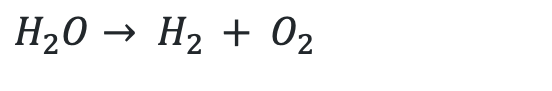 H₂O → H₂ + O₂